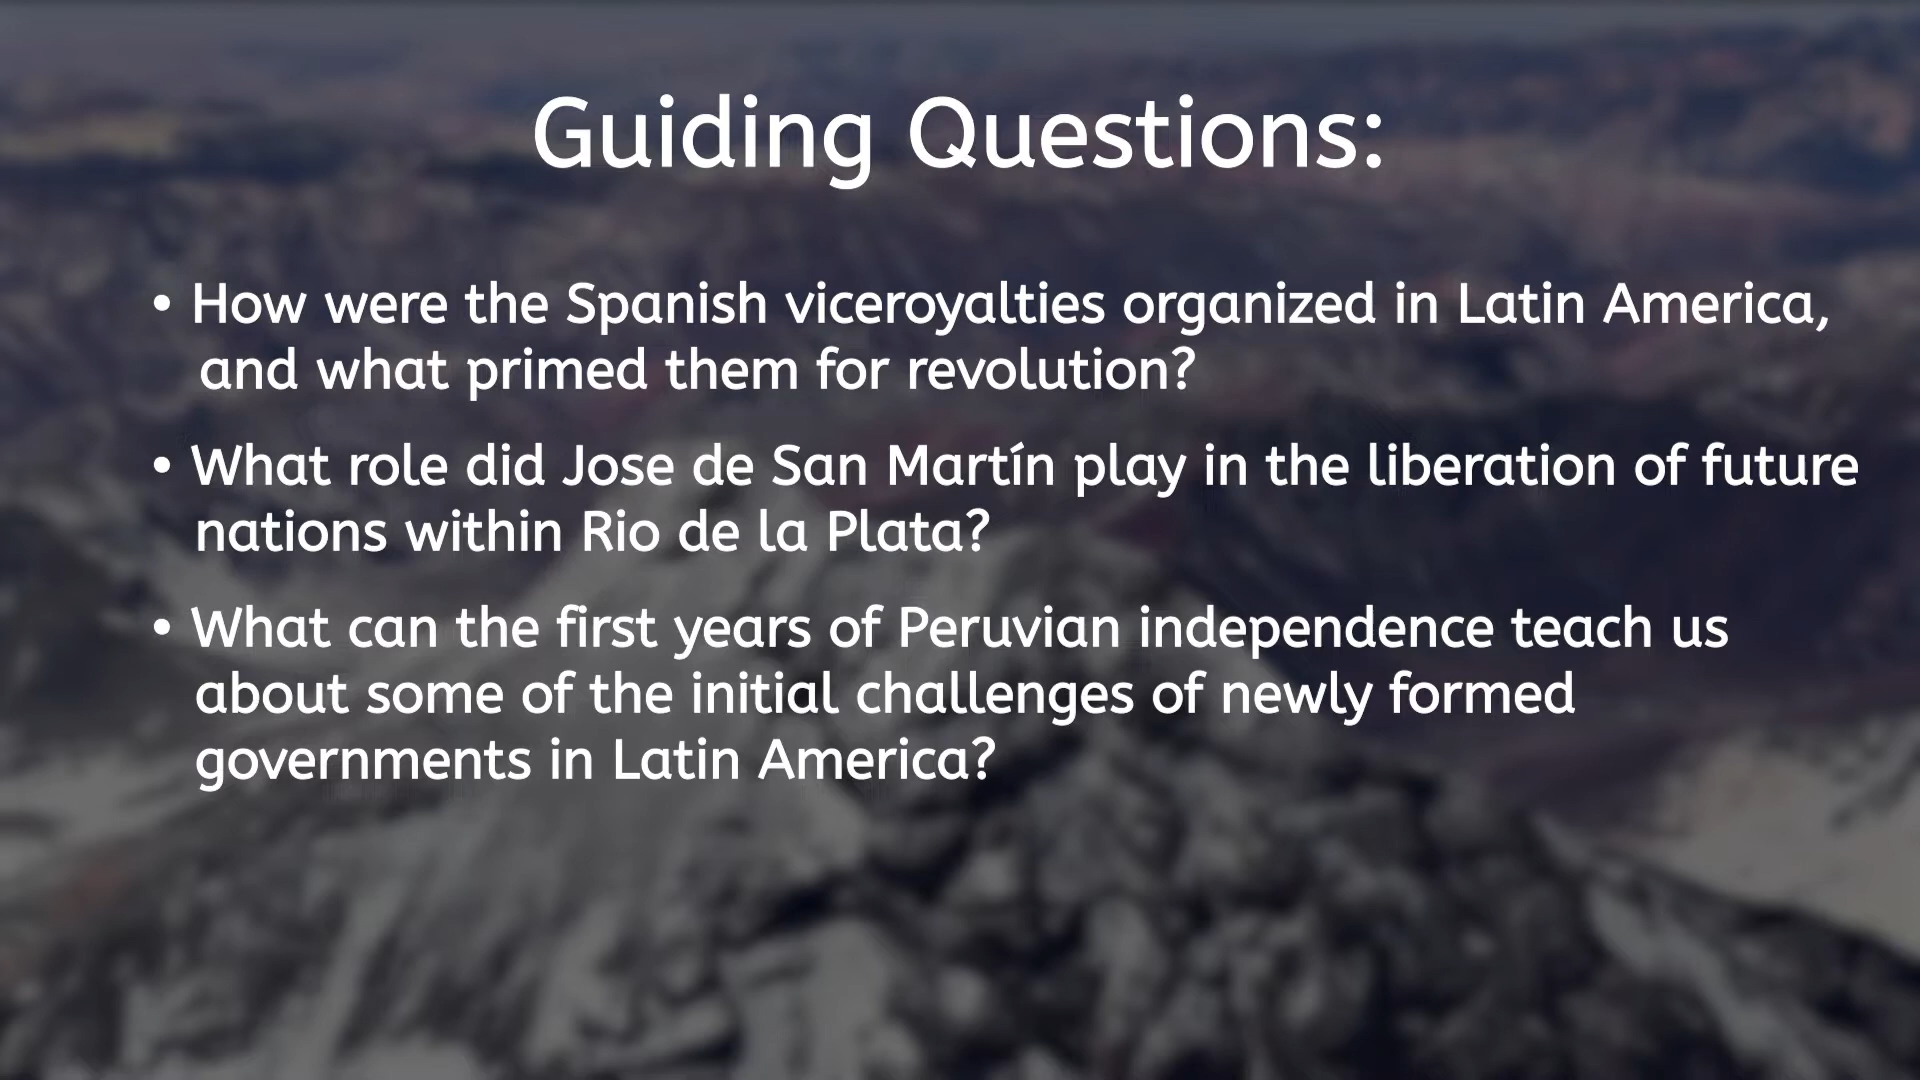 Guiding Questions:
• How were the Spanish viceroyalties organized in Latin America,
and what primed them for revolution?
• What role did Jose de San Martín play in the liberation of future
nations within Rio de la Plata?
• What can the first years of Peruvian independence teach us
about some of the initial challenges of newly formed
governments in Latin America?